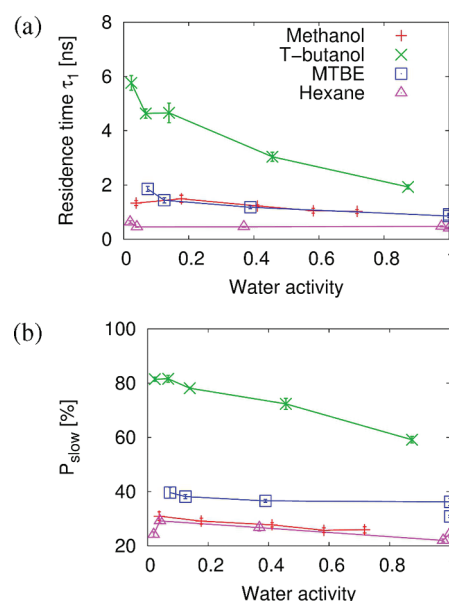 (a)
Residence time τ1 [ns]
8
6
4
2
0
Methanol
T-butanol
MTBE
Hexane
0 0.2 0.4 0.6 0.8 1
Water activity
(b)
Pslow [%]
100
80
60
40
20
0 0.2 0.4 0.6 0.8
Water activity